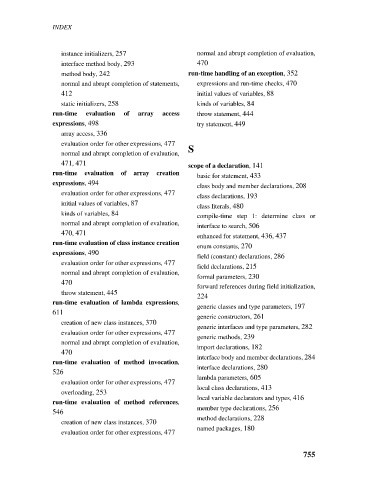 INDEX
instance initializers, 257
interface method body, 293
method body, 242
normal and abrupt completion of statements,
412
static initializers, 258
run-time evaluation of array access
expressions, 498
array access, 336
evaluation order for other expressions, 477
normal and abrupt completion of evaluation,
471, 471
run-time evaluation of array creation
expressions, 494
evaluation order for other expressions, 477
initial values of variables, 87
kinds of variables, 84
normal and abrupt completion of evaluation,
470, 471
run-time evaluation of class instance creation
expressions, 490
evaluation order for other expressions, 477
normal and abrupt completion of evaluation,
470
throw statement, 445
run-time evaluation of lambda expressions,
611
creation of new class instances, 370
evaluation order for other expressions, 477
normal and abrupt completion of evaluation,
470
run-time evaluation of method invocation,
526
evaluation order for other expressions, 477
overloading, 253
run-time evaluation of method references,
546
creation of new class instances, 370
evaluation order for other expressions, 477
normal and abrupt completion of evaluation,
470
run-time handling of an exception, 352
expressions and run-time checks, 470
initial values of variables, 88
kinds of variables, 84
throw statement, 444
try statement, 449
S
scope of a declaration, 141
basic for statement, 433
class body and member declarations, 208
class declarations, 193
class literals, 480
compile-time step 1: determine class or
interface to search, 506
enhanced for statement, 436, 437
enum constants, 270
field (constant) declarations, 286
field declarations, 215
formal parameters, 230
forward references during field initialization,
224
generic classes and type parameters, 197
generic constructors, 261
generic interfaces and type parameters, 282
generic methods, 239
import declarations, 182
interface body and member declarations, 284
interface declarations, 280
lambda parameters, 605
local class declarations, 413
local variable declarators and types, 416
member type declarations, 256
method declarations, 228
named packages, 180
755